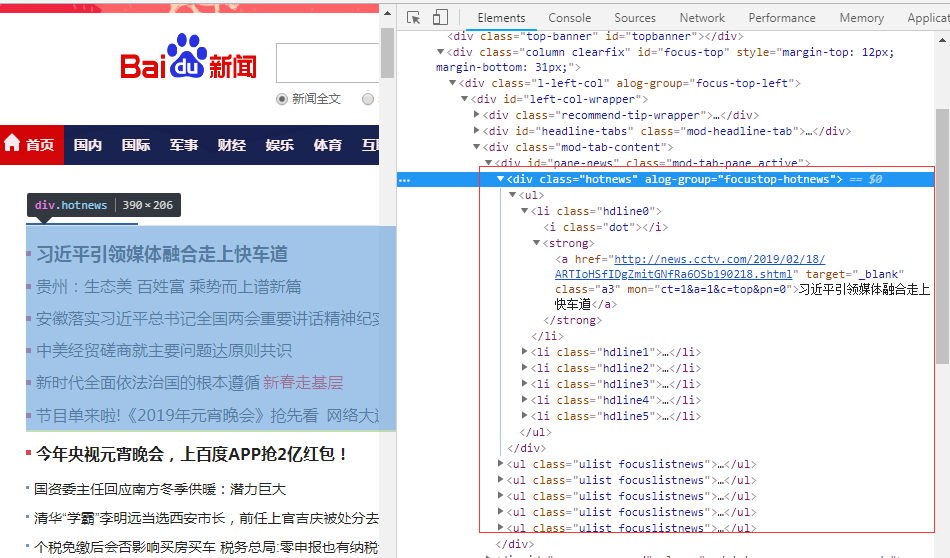 Bai du 新闻
新闻全文
首页 国内 国际 军事 财经 娱乐 体育
div.hotnews 390×206
习近平引领媒体融合走上快车道
贵州：生态美 百姓富 乘势而上谱新篇
安徽落实习近平总书记全国两会重要讲话精神纪
中美经贸磋商就主要问题达原则共识
新时代全面依法治国的根本遵循 新春走基层
节目单来啦!《2019年元宵晚会》抢先看 网络大
今年央视元宵晚会，上百度APP抢2亿红包！
国资委主任回应南方冬季供暖：潜力巨大
清华“学霸”李明远当选西安市长，前任上官吉庆被处分去
个税免缴后会否影响买房买车 税务总局:零申报也有纳税
Elements Console Sources Network Performance Memory Applicat
<div class="top-banner" id="topbanner"></div>
<div class="column clearfix" id="focus-top" style="margin-top: 12px;
margin-bottom: 31px;">
<div class="l-left-col" alog-group="focus-top-left">
<div id="left-col-wrapper">
<div class="recommend-tip-wrapper">…</div>
<div id="headline-tabs" class="mod-headline-tab">…</div>
<div class="mod-tab-content">
<div id="pane-news" class="mod-tab-pane active">
<div class="hotnews" alog-group="focustop-hotnews"> == $0
<ul>
<li class="hdline0">
<i class="dot"></i>
<strong>
<a href="http://news.cctv.com/2019/02/18/
ARTIoHSfIDgZmitGNfRa6OSb190218.shtml" target="_blank"
class="a3" mon="ct=1&a=1&c=top&pn=0">习近平引领媒体融合走上
快车道</a>
</strong>
</li>
<li class="hdline1">…</li>
<li class="hdline2">…</li>
<li class="hdline3">…</li>
<li class="hdline4">…</li>
<li class="hdline5">…</li>
</ul>
</div>
<ul class="ulist focuslistnews">…</ul>
<ul class="ulist focuslistnews">…</ul>
<ul class="ulist focuslistnews">…</ul>
<ul class="ulist focuslistnews">…</ul>
<ul class="ulist focuslistnews">…</ul>
</div>